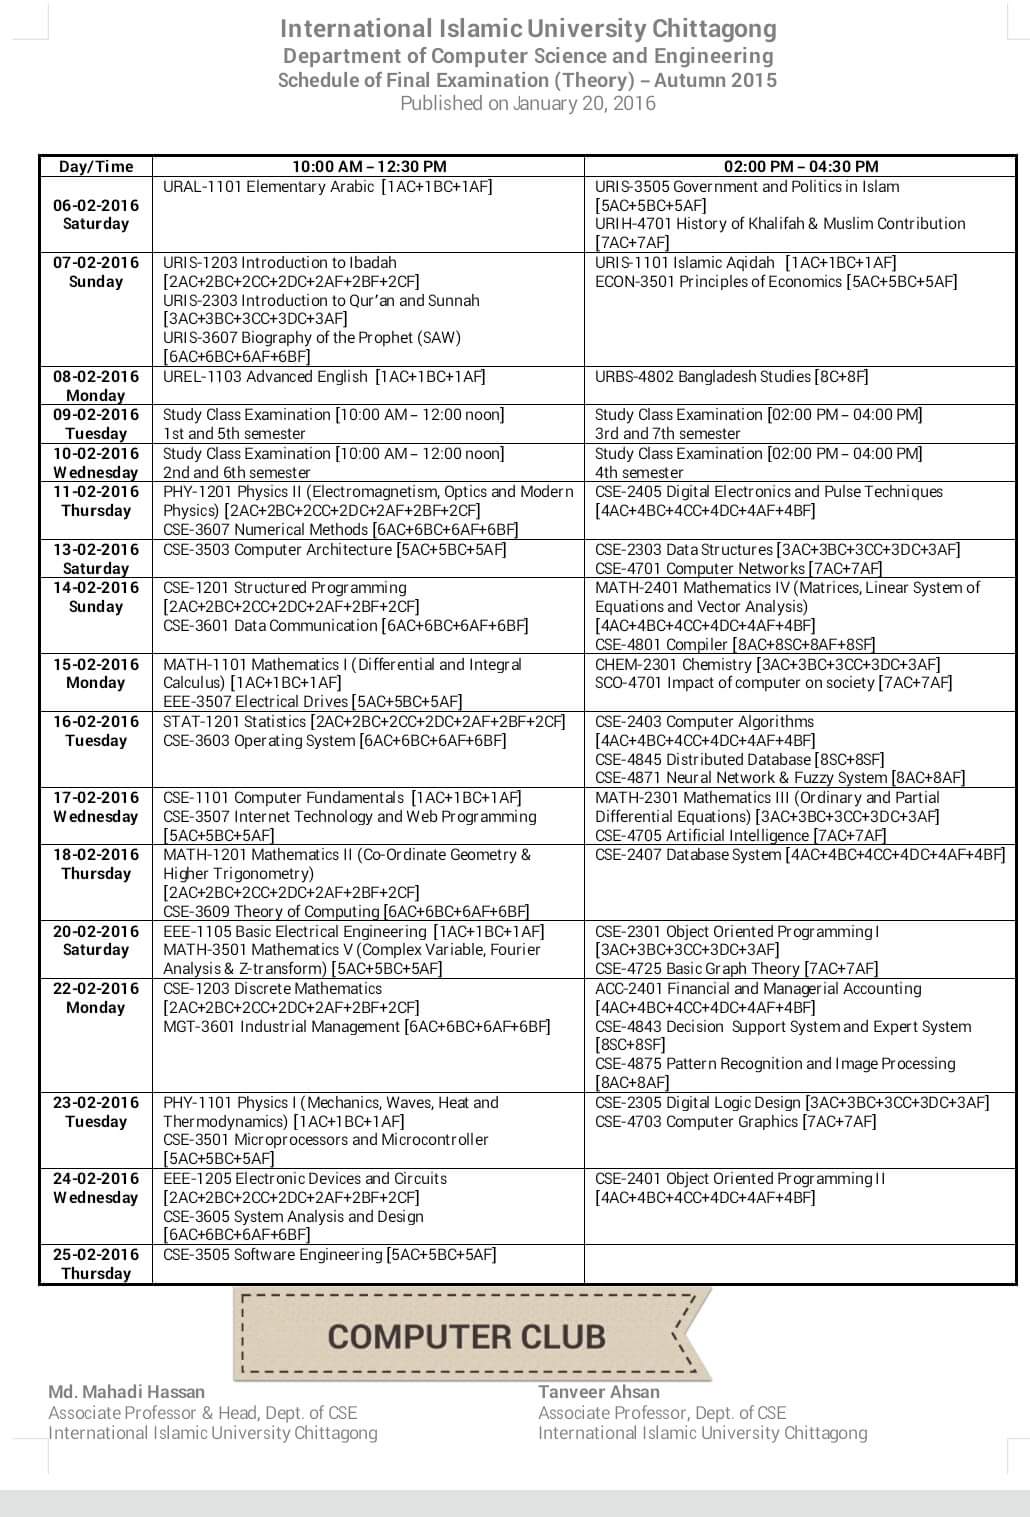 International Islamic University Chittagong
Department of Computer Science and Engineering
Schedule of Final Examination (Theory) – Autumn 2015
Published on January 20, 2016
Day/Time 10:00 AM – 12:30 PM 02:00 PM – 04:30 PM
06-02-2016
Saturday
URAL-1101 Elementary Arabic [1AC+1BC+1AF]
URIS-3505 Government and Politics in Islam
[5AC+5BC+5AF]
URIH-4701 History of Khalifah & Muslim Contribution
[7AC+7AF]
07-02-2016
Sunday
URIS-1203 Introduction to Ibadah
[2AC+2BC+2CC+2DC+2AF+2BF+2CF]
URIS-2303 Introduction to Qur’an and Sunnah
[3AC+3BC+3CC+3DC+3AF]
URIS-3607 Biography of the Prophet (SAW)
[6AC+6BC+6AF+6BF]
URIS-1101 Islamic Aqidah [1AC+1BC+1AF]
ECON-3501 Principles of Economics [5AC+5BC+5AF]
08-02-2016
Monday
UREL-1103 Advanced English [1AC+1BC+1AF]
URBS-4802 Bangladesh Studies [8C+8F]
09-02-2016
Tuesday
Study Class Examination [10:00 AM – 12:00 noon]
1st and 5th semester
Study Class Examination [02:00 PM – 04:00 PM]
3rd and 7th semester
10-02-2016
Wednesday
Study Class Examination [10:00 AM – 12:00 noon]
2nd and 6th semester
Study Class Examination [02:00 PM – 04:00 PM]
4th semester
11-02-2016
Thursday
PHY-1201 Physics II (Electromagnetism, Optics and Modern
Physics) [2AC+2BC+2CC+2DC+2AF+2BF+2CF]
CSE-3607 Numerical Methods [6AC+6BC+6AF+6BF]
CSE-2405 Digital Electronics and Pulse Techniques
[4AC+4BC+4CC+4DC+4AF+4BF]
13-02-2016
Saturday
CSE-3503 Computer Architecture [5AC+5BC+5AF]
CSE-2303 Data Structures [3AC+3BC+3CC+3DC+3AF]
CSE-4701 Computer Networks [7AC+7AF]
14-02-2016
Sunday
CSE-1201 Structured Programming
[2AC+2BC+2CC+2DC+2AF+2BF+2CF]
CSE-3601 Data Communication [6AC+6BC+6AF+6BF]
MATH-2401 Mathematics IV (Matrices, Linear System of
Equations and Vector Analysis)
[4AC+4BC+4CC+4DC+4AF+4BF]
CSE-4801 Compiler [8AC+8SC+8AF+8SF]
15-02-2016
Monday
MATH-1101 Mathematics I (Differential and Integral
Calculus) [1AC+1BC+1AF]
EEE-3507 Electrical Drives [5AC+5BC+5AF]
CHEM-2301 Chemistry [3AC+3BC+3CC+3DC+3AF]
SCO-4701 Impact of computer on society [7AC+7AF]
16-02-2016
Tuesday
STAT-1201 Statistics [2AC+2BC+2CC+2DC+2AF+2BF+2CF]
CSE-3603 Operating System [6AC+6BC+6AF+6BF]
CSE-2403 Computer Algorithms
[4AC+4BC+4CC+4DC+4AF+4BF]
CSE-4845 Distributed Database [8SC+8SF]
CSE-4871 Neural Network & Fuzzy System [8AC+8AF]
17-02-2016
Wednesday
CSE-1101 Computer Fundamentals [1AC+1BC+1AF]
CSE-3507 Internet Technology and Web Programming
[5AC+5BC+5AF]
MATH-2301 Mathematics III (Ordinary and Partial
Differential Equations) [3AC+3BC+3CC+3DC+3AF]
CSE-4705 Artificial Intelligence [7AC+7AF]
18-02-2016
Thursday
MATH-1201 Mathematics II (Co-Ordinate Geometry &
Higher Trigonometry)
[2AC+2BC+2CC+2DC+2AF+2BF+2CF]
CSE-3609 Theory of Computing [6AC+6BC+6AF+6BF]
CSE-2407 Database System [4AC+4BC+4CC+4DC+4AF+4BF]
20-02-2016
Saturday
EEE-1105 Basic Electrical Engineering [1AC+1BC+1AF]
MATH-3501 Mathematics V (Complex Variable, Fourier
Analysis & Z-transform) [5AC+5BC+5AF]
CSE-2301 Object Oriented Programming I
[3AC+3BC+3CC+3DC+3AF]
CSE-4725 Basic Graph Theory [7AC+7AF]
22-02-2016
Monday
CSE-1203 Discrete Mathematics
[2AC+2BC+2CC+2DC+2AF+2BF+2CF]
MGT-3601 Industrial Management [6AC+6BC+6AF+6BF]
ACC-2401 Financial and Managerial Accounting
[4AC+4BC+4CC+4DC+4AF+4BF]
CSE-4843 Decision Support System and Expert System
[8SC+8SF]
CSE-4875 Pattern Recognition and Image Processing
[8AC+8AF]
23-02-2016
Tuesday
PHY-1101 Physics I (Mechanics, Waves, Heat and
Thermodynamics) [1AC+1BC+1AF]
CSE-3501 Microprocessors and Microcontroller
[5AC+5BC+5AF]
CSE-2305 Digital Logic Design [3AC+3BC+3CC+3DC+3AF]
CSE-4703 Computer Graphics [7AC+7AF]
24-02-2016
Wednesday
EEE-1205 Electronic Devices and Circuits
[2AC+2BC+2CC+2DC+2AF+2BF+2CF]
CSE-3605 System Analysis and Design
[6AC+6BC+6AF+6BF]
CSE-2401 Object Oriented Programming II
[4AC+4BC+4CC+4DC+4AF+4BF]
25-02-2016
Thursday
CSE-3505 Software Engineering [5AC+5BC+5AF]
COMPUTER CLUB
Md. Mahadi Hassan
Associate Professor & Head, Dept. of CSE
International Islamic University Chittagong
Tanveer Ahsan
Associate Professor, Dept. of CSE
International Islamic University Chittagong